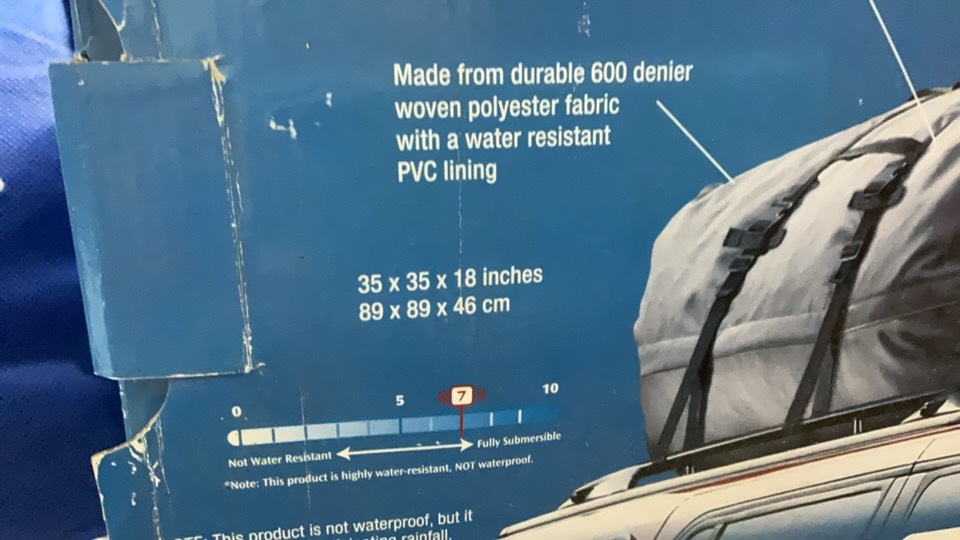 Made from durable 600 denier
woven polyester fabric
with a water resistant
PVC lining
35 x 35 x 18 inches
89 x 89 x 46 cm
0 5 7 10
Not Water Resistant Fully Submersible
*Note: This product is highly water-resistant, NOT waterproof.
This product is not waterproof, but it
rainfall.